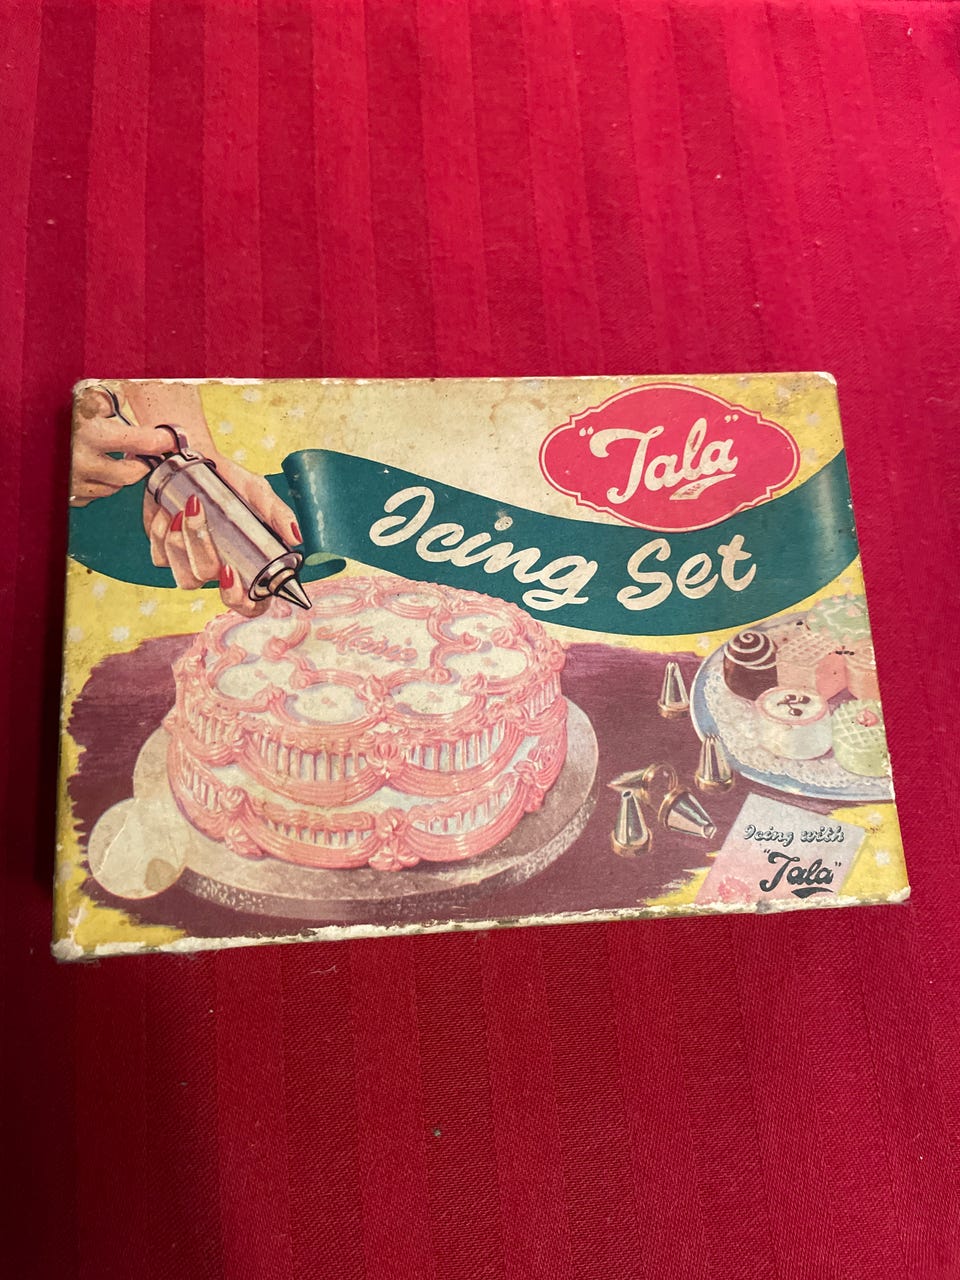 "Tala"
Icing Set
Icing with
"Tala"